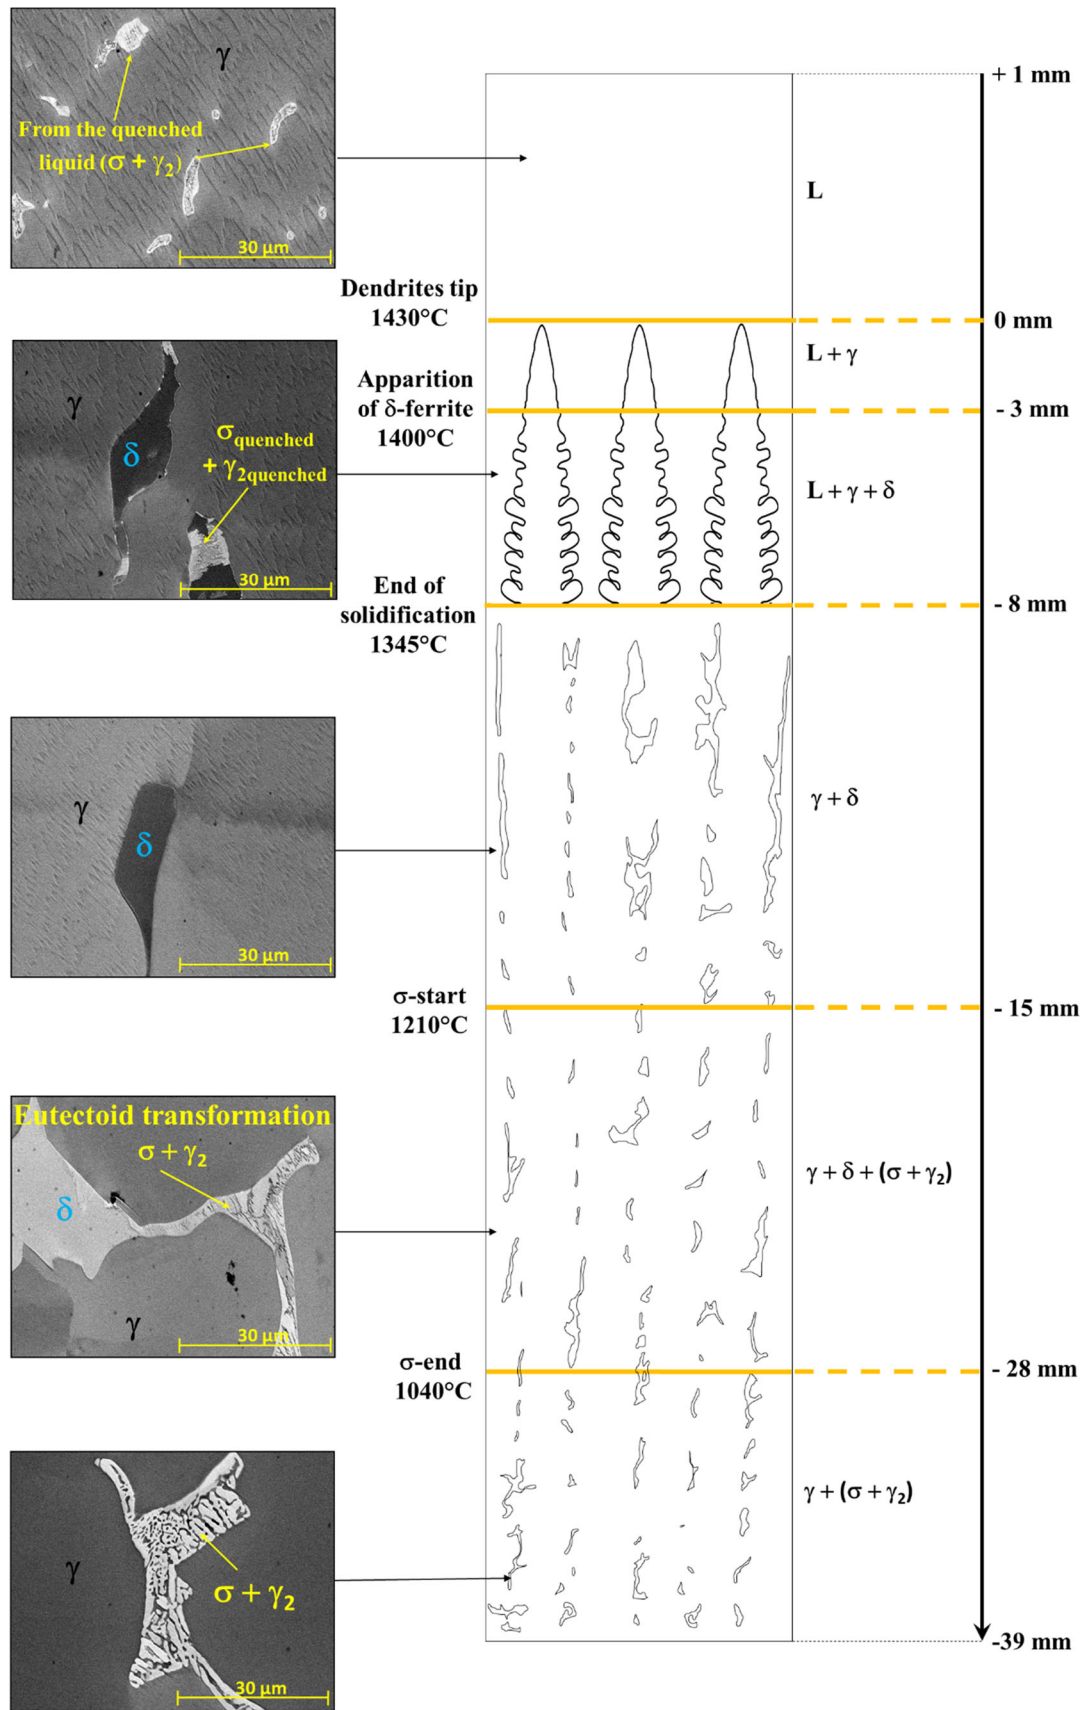 γ
From the quenched
liquid (σ + γ₂)
30 µm
+ 1 mm
L
Dendrites tip
1430°C
0 mm
L + γ
Apparition
of δ-ferrite
1400°C
- 3 mm
γ
δ
σquenched
+ γ2quenched
30 µm
L + γ + δ
End of
solidification
1345°C
- 8 mm
γ
δ
30 µm
γ + δ
σ-start
1210°C
- 15 mm
Eutectoid transformation
σ + γ₂
δ
γ
30 µm
γ + δ + (σ + γ₂)
σ-end
1040°C
- 28 mm
γ
σ + γ₂
30 µm
γ + (σ + γ₂)
-39 mm